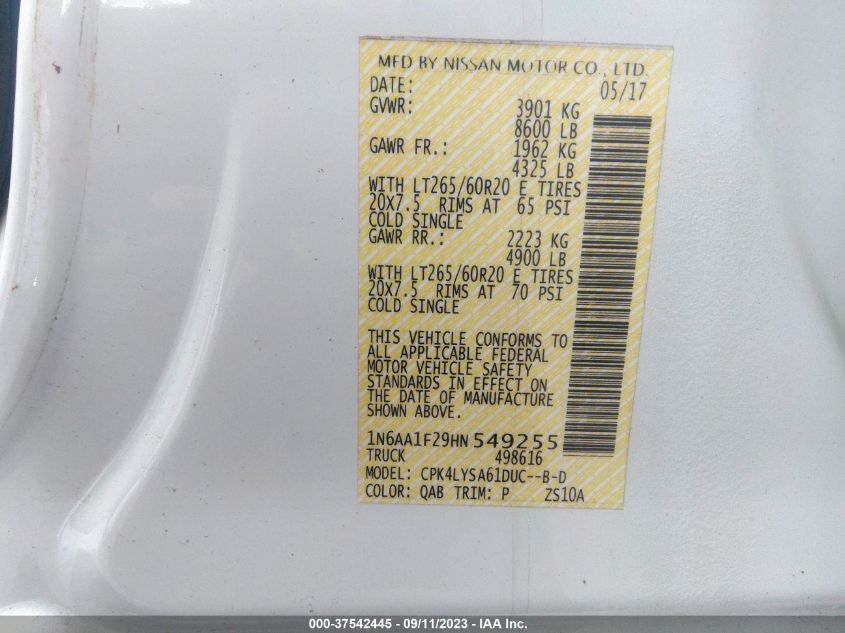 MFD BY NISSAN MOTOR CO., LTD.
DATE: 05/17
GVWR: 3901 KG
8600 LB
GAWR FR.: 1962 KG
4325 LB
WITH LT265/60R20 E TIRES
20X7.5 RIMS AT 65 PSI
COLD SINGLE
GAWR RR.: 2223 KG
4900 LB
WITH LT265/60R20 E TIRES
20X7.5 RIMS AT 70 PSI
COLD SINGLE
THIS VEHICLE CONFORMS TO
ALL APPLICABLE FEDERAL
MOTOR VEHICLE SAFETY
STANDARDS IN EFFECT ON
THE DATE OF MANUFACTURE
SHOWN ABOVE.
1N6AA1F29HN549255
TRUCK 498616
MODEL: CPK4LYSA61DUC--B-D
COLOR: QAB TRIM: P ZS10A
000-37542445 - 09/11/2023 - IAA Inc.